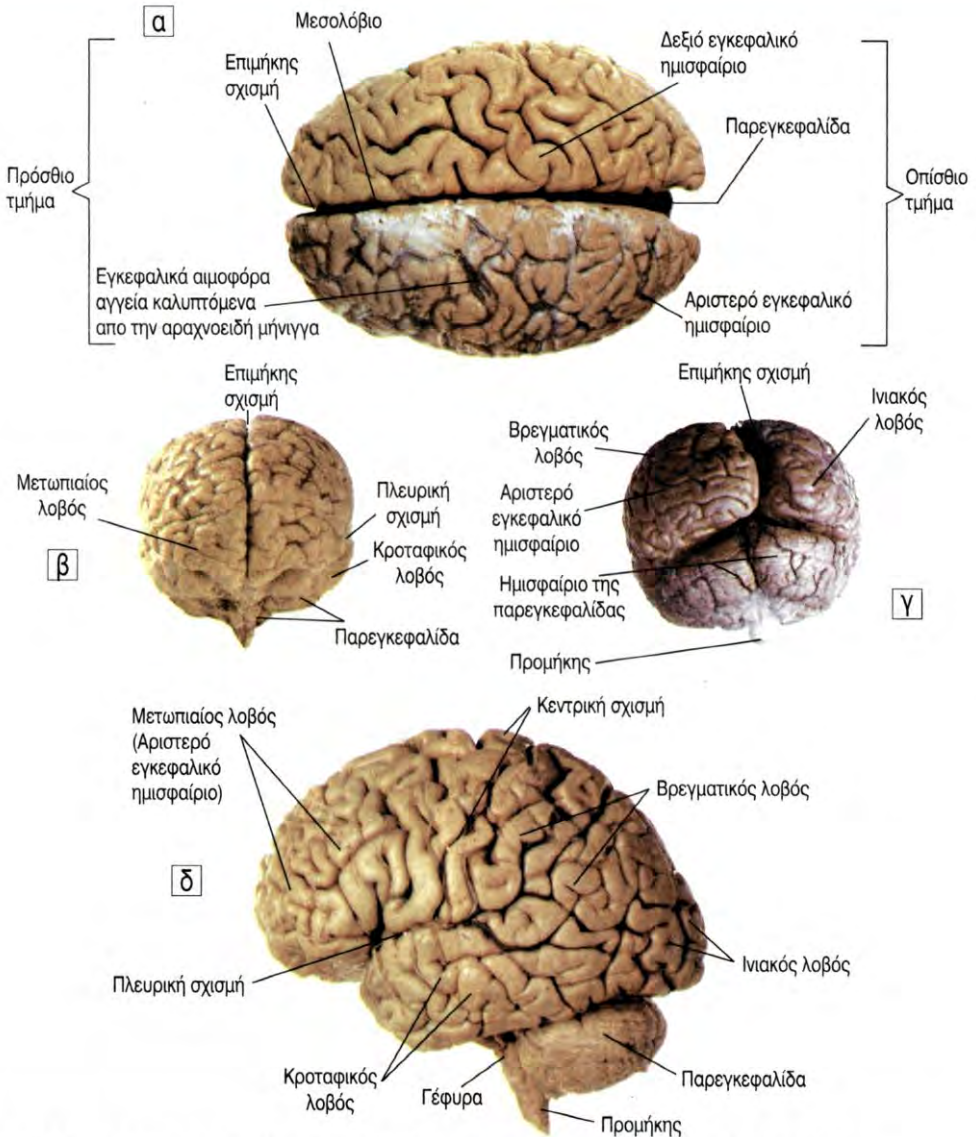 α
Μεσολόβιο
Επιμήκης
σχισμή
Δεξιό εγκεφαλικό
ημισφαίριο
Παρεγκεφαλίδα
Πρόσθιο
τμήμα
Οπίσθιο
τμήμα
Εγκεφαλικά αιμοφόρα
αγγεία καλυπτόμενα
απο την αραχνοειδή μήνιγγα
Αριστερό εγκεφαλικό
ημισφαίριο
Επιμήκης
σχισμή
Μετωπιαίος
λοβός
Πλευρική
σχισμή
Κροταφικός
λοβός
β
Παρεγκεφαλίδα
Επιμήκης σχισμή
Ινιακός
λοβός
Βρεγματικός
λοβός
Αριστερό
εγκεφαλικό
ημισφαίριο
Ημισφαίριο της
παρεγκεφαλίδας
γ
Προμήκης
Μετωπιαίος λοβός
(Αριστερό
εγκεφαλικό
ημισφαίριο)
Κεντρική σχισμή
Βρεγματικός λοβός
δ
Πλευρική σχισμή
Ινιακός λοβός
Κροταφικός
λοβός
Γέφυρα
Παρεγκεφαλίδα
Προμήκης